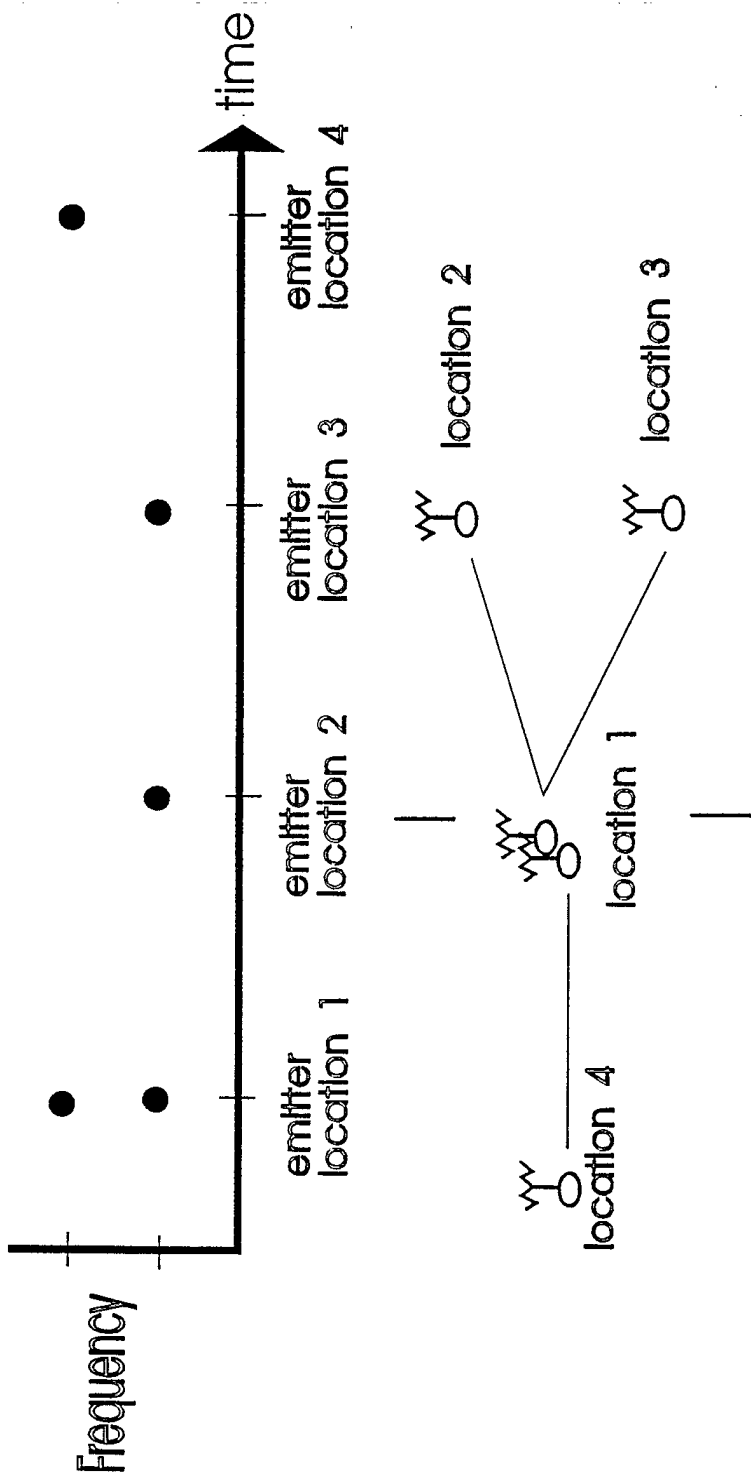 Frequency
time
emitter
location 1
emitter
location 2
emitter
location 3
emitter
location 4
location 2
location 4
location 1
location 3